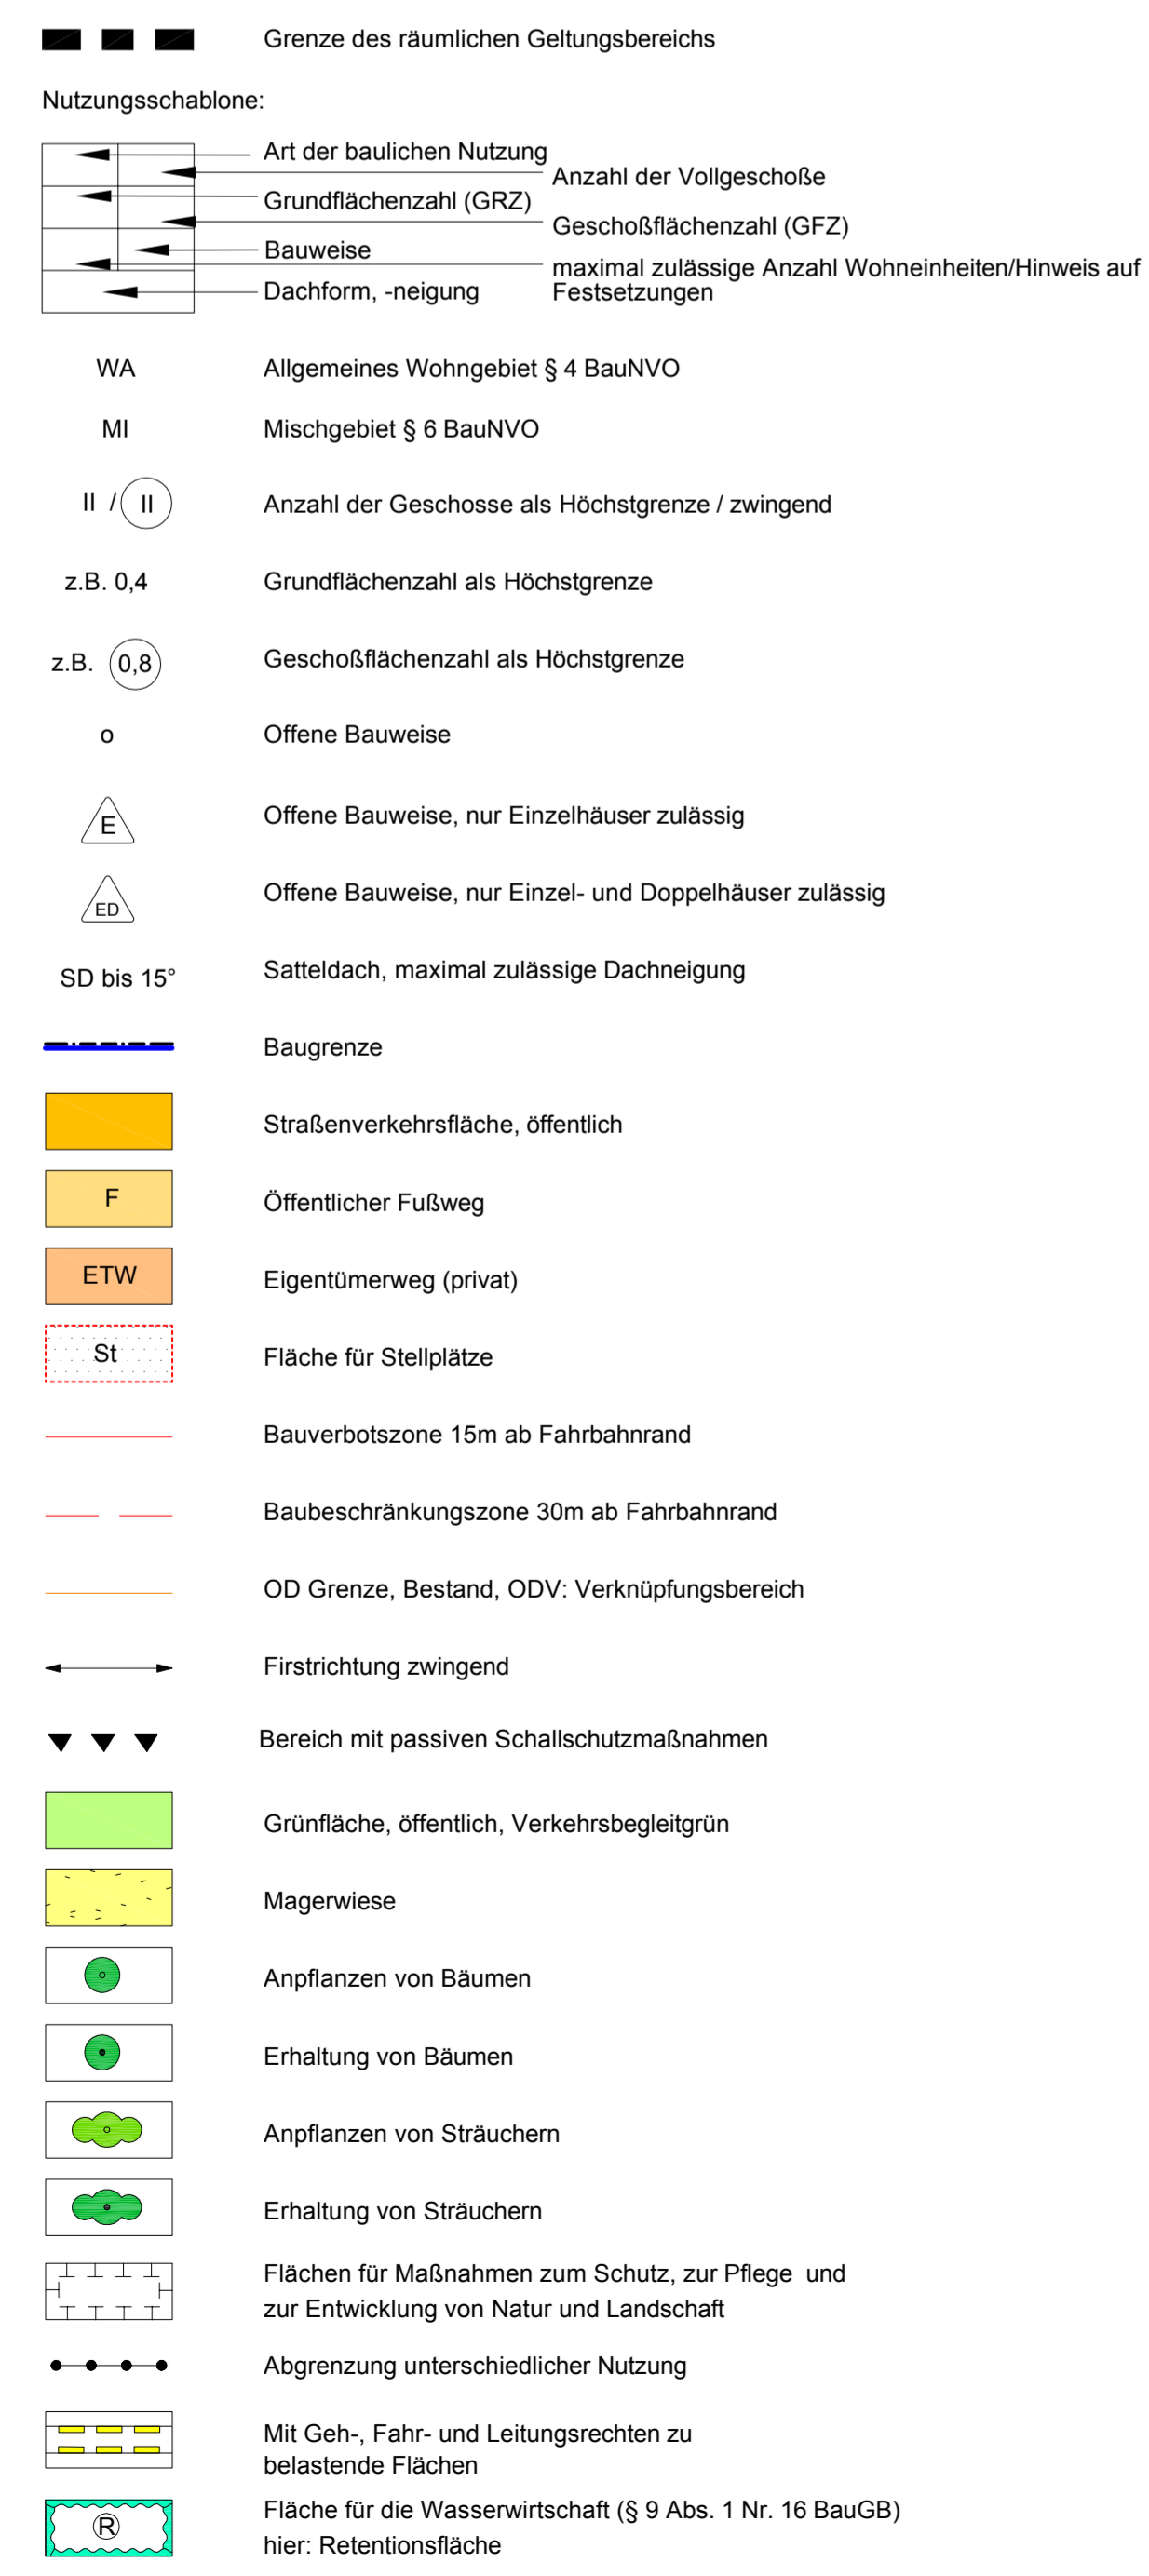 Grenze des räumlichen Geltungsbereichs
Nutzungsschablone:
Art der baulichen Nutzung
Anzahl der Vollgeschoße
Grundflächenzahl (GRZ)
Geschoßflächenzahl (GFZ)
Bauweise
maximal zulässige Anzahl Wohneinheiten/Hinweis auf
Festsetzungen
Dachform, -neigung
WA Allgemeines Wohngebiet § 4 BauNVO
MI Mischgebiet § 6 BauNVO
II / II Anzahl der Geschosse als Höchstgrenze / zwingend
z.B. 0,4 Grundflächenzahl als Höchstgrenze
z.B. 0,8 Geschoßflächenzahl als Höchstgrenze
o Offene Bauweise
E Offene Bauweise, nur Einzelhäuser zulässig
ED Offene Bauweise, nur Einzel- und Doppelhäuser zulässig
SD bis 15° Satteldach, maximal zulässige Dachneigung
Baugrenze
Straßenverkehrsfläche, öffentlich
F Öffentlicher Fußweg
ETW Eigentümerweg (privat)
St Fläche für Stellplätze
Bauverbotszone 15m ab Fahrbahnrand
Baubeschränkungszone 30m ab Fahrbahnrand
OD Grenze, Bestand, ODV: Verknüpfungsbereich
Firstrichtung zwingend
Bereich mit passiven Schallschutzmaßnahmen
Grünfläche, öffentlich, Verkehrsbegleitgrün
Magerwiese
Anpflanzen von Bäumen
Erhaltung von Bäumen
Anpflanzen von Sträuchern
Erhaltung von Sträuchern
Flächen für Maßnahmen zum Schutz, zur Pflege und
zur Entwicklung von Natur und Landschaft
Abgrenzung unterschiedlicher Nutzung
Mit Geh-, Fahr- und Leitungsrechten zu
belastende Flächen
R Fläche für die Wasserwirtschaft (§ 9 Abs. 1 Nr. 16 BauGB)
hier: Retentionsfläche